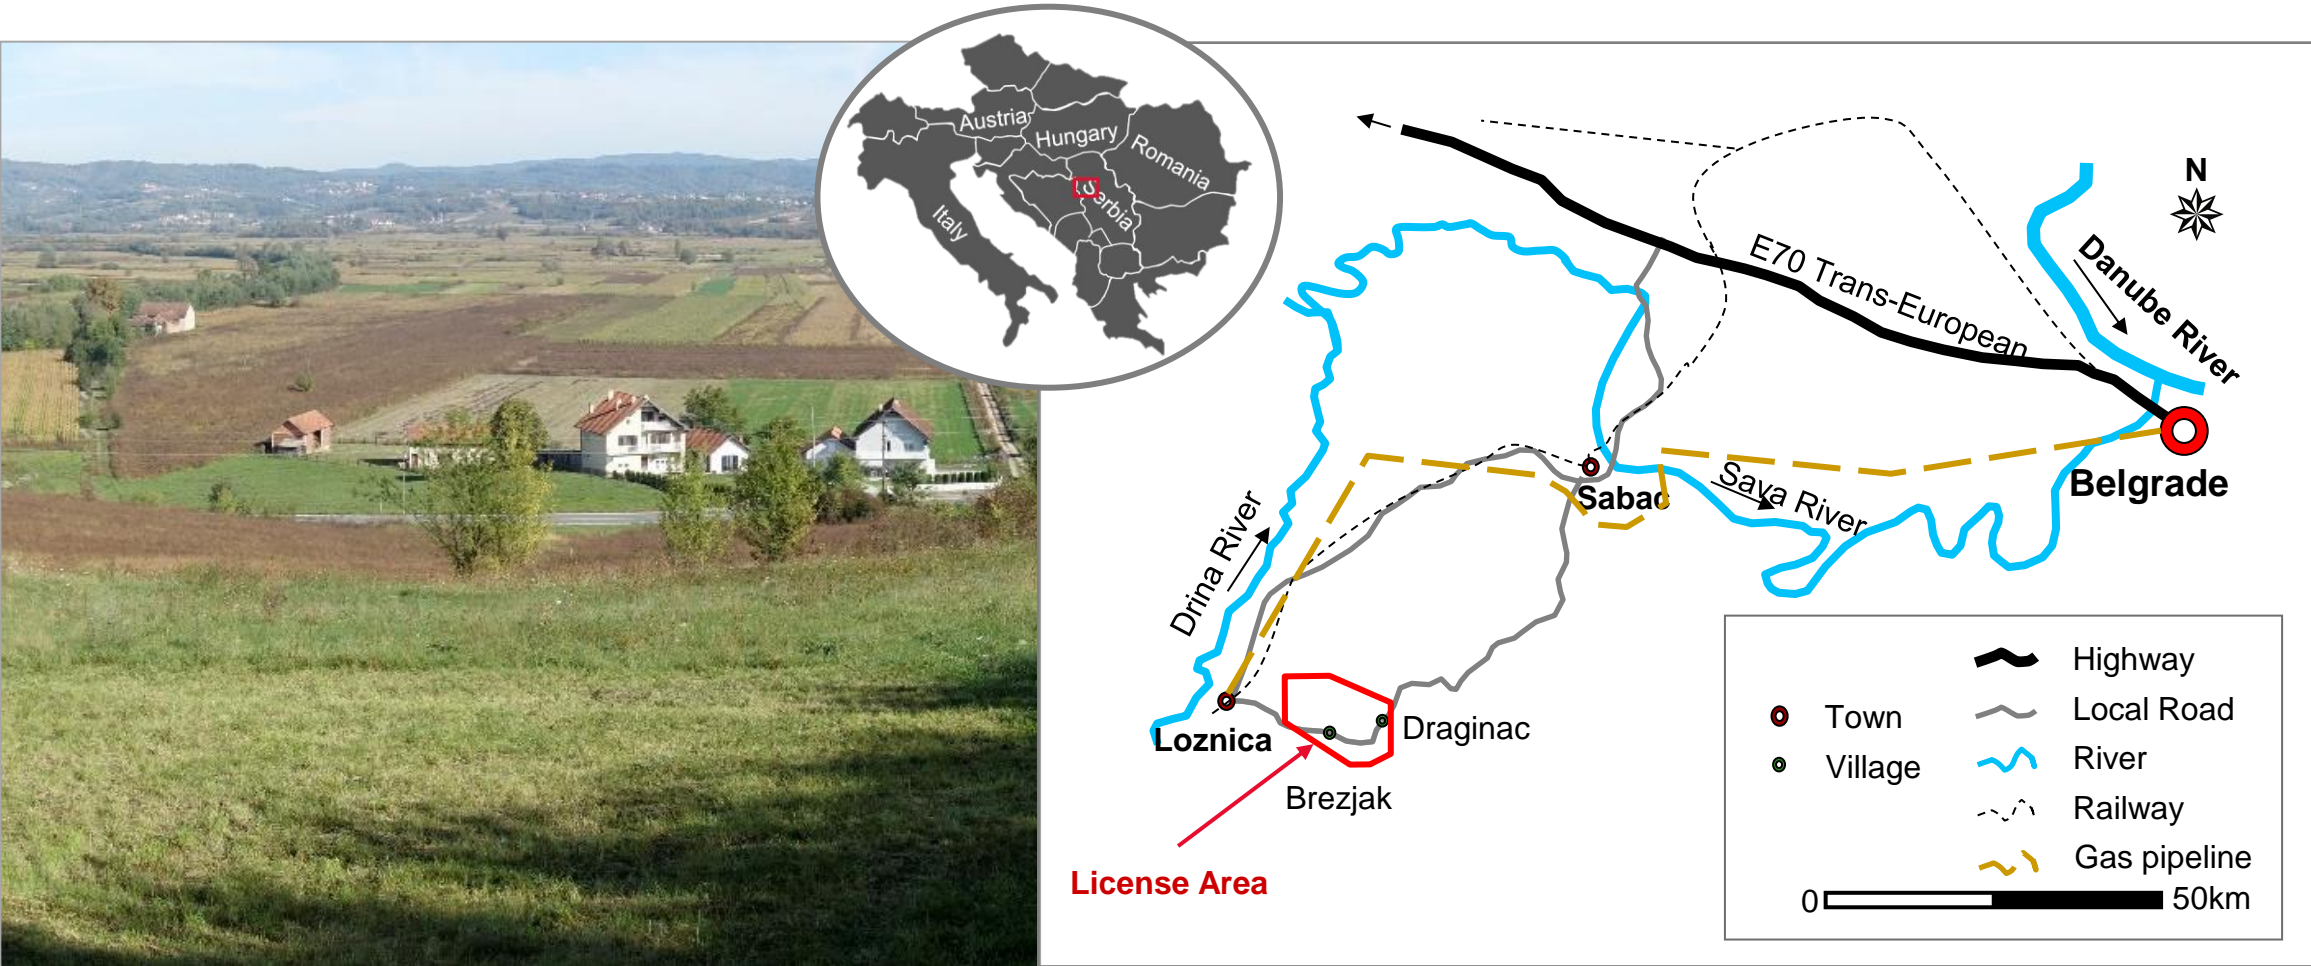 Austria
Hungary
Romania
Serbia
Italy
N
E70 Trans-European
Danube River
Belgrade
Sabac
Sava River
Drina River
Loznica
Draginac
Brezjak
License Area
Town
Village
Highway
Local Road
River
Railway
Gas pipeline
0
50km